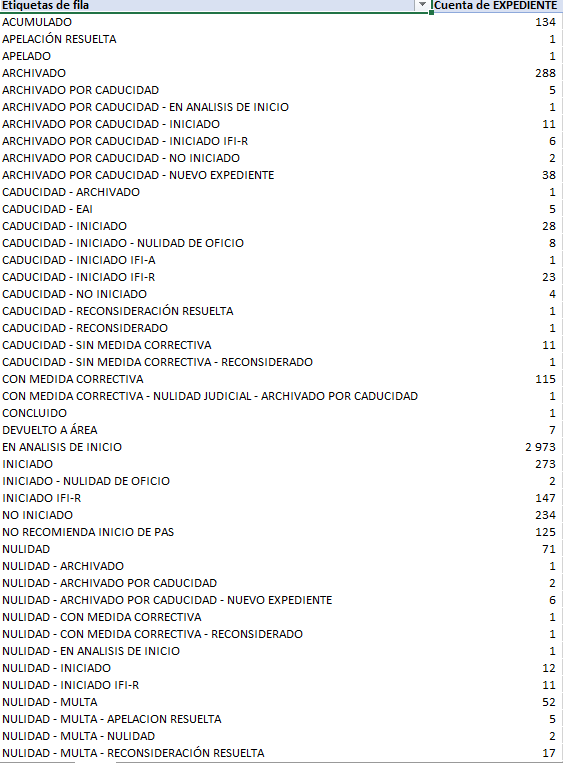 Etiquetas de fila Cuenta de EXPEDIENTE
ACUMULADO 134
APELACIÓN RESUELTA 1
APELADO 1
ARCHIVADO 288
ARCHIVADO POR CADUCIDAD 5
ARCHIVADO POR CADUCIDAD - EN ANALISIS DE INICIO 1
ARCHIVADO POR CADUCIDAD - INICIADO 11
ARCHIVADO POR CADUCIDAD - INICIADO IFI-R 6
ARCHIVADO POR CADUCIDAD - NO INICIADO 2
ARCHIVADO POR CADUCIDAD - NUEVO EXPEDIENTE 38
CADUCIDAD - ARCHIVADO 1
CADUCIDAD - EAI 5
CADUCIDAD - INICIADO 28
CADUCIDAD - INICIADO - NULIDAD DE OFICIO 8
CADUCIDAD - INICIADO IFI-A 1
CADUCIDAD - INICIADO IFI-R 23
CADUCIDAD - NO INICIADO 4
CADUCIDAD - RECONSIDERACIÓN RESUELTA 1
CADUCIDAD - RECONSIDERADO 1
CADUCIDAD - SIN MEDIDA CORRECTIVA 11
CADUCIDAD - SIN MEDIDA CORRECTIVA - RECONSIDERADO 1
CON MEDIDA CORRECTIVA 115
CON MEDIDA CORRECTIVA - NULIDAD JUDICIAL - ARCHIVADO POR CADUCIDAD 1
CONCLUIDO 1
DEVUELTO A ÁREA 7
EN ANALISIS DE INICIO 2 973
INICIADO 273
INICIADO - NULIDAD DE OFICIO 2
INICIADO IFI-R 147
NO INICIADO 234
NO RECOMIENDA INICIO DE PAS 125
NULIDAD 71
NULIDAD - ARCHIVADO 1
NULIDAD - ARCHIVADO POR CADUCIDAD 2
NULIDAD - ARCHIVADO POR CADUCIDAD - NUEVO EXPEDIENTE 6
NULIDAD - CON MEDIDA CORRECTIVA 1
NULIDAD - CON MEDIDA CORRECTIVA - RECONSIDERADO 1
NULIDAD - EN ANALISIS DE INICIO 1
NULIDAD - INICIADO 12
NULIDAD - INICIADO IFI-R 11
NULIDAD - MULTA 52
NULIDAD - MULTA - APELACION RESUELTA 5
NULIDAD - MULTA - NULIDAD 2
NULIDAD - MULTA - RECONSIDERACIÓN RESUELTA 17